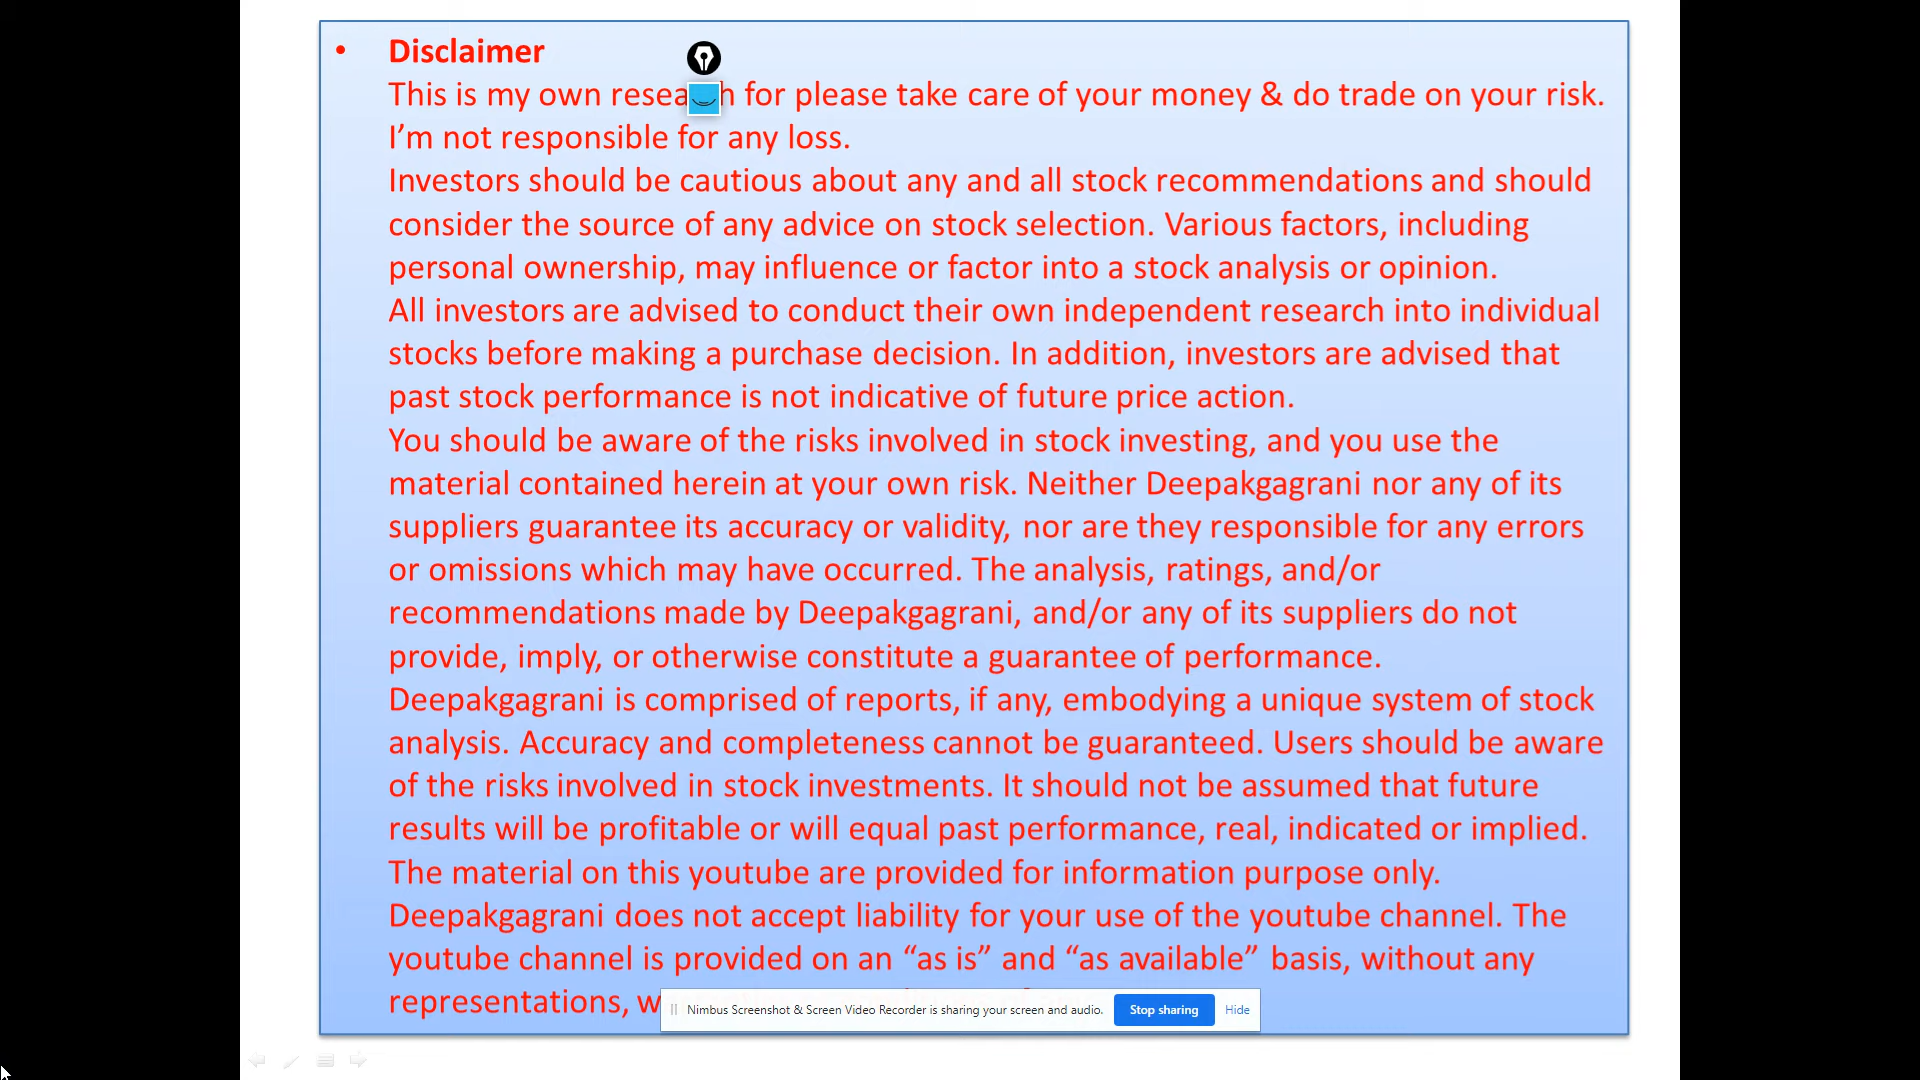 • Disclaimer
This is my own research for please take care of your money & do trade on your risk.
I’m not responsible for any loss.
Investors should be cautious about any and all stock recommendations and should
consider the source of any advice on stock selection. Various factors, including
personal ownership, may influence or factor into a stock analysis or opinion.
All investors are advised to conduct their own independent research into individual
stocks before making a purchase decision. In addition, investors are advised that
past stock performance is not indicative of future price action.
You should be aware of the risks involved in stock investing, and you use the
material contained herein at your own risk. Neither Deepakgagrani nor any of its
suppliers guarantee its accuracy or validity, nor are they responsible for any errors
or omissions which may have occurred. The analysis, ratings, and/or
recommendations made by Deepakgagrani, and/or any of its suppliers do not
provide, imply, or otherwise constitute a guarantee of performance.
Deepakgagrani is comprised of reports, if any, embodying a unique system of stock
analysis. Accuracy and completeness cannot be guaranteed. Users should be aware
of the risks involved in stock investments. It should not be assumed that future
results will be profitable or will equal past performance, real, indicated or implied.
The material on this youtube are provided for information purpose only.
Deepakgagrani does not accept liability for your use of the youtube channel. The
youtube channel is provided on an “as is” and “as available” basis, without any
representations,
Nimbus Screenshot & Screen Video Recorder is sharing your screen and audio. Stop sharing Hide